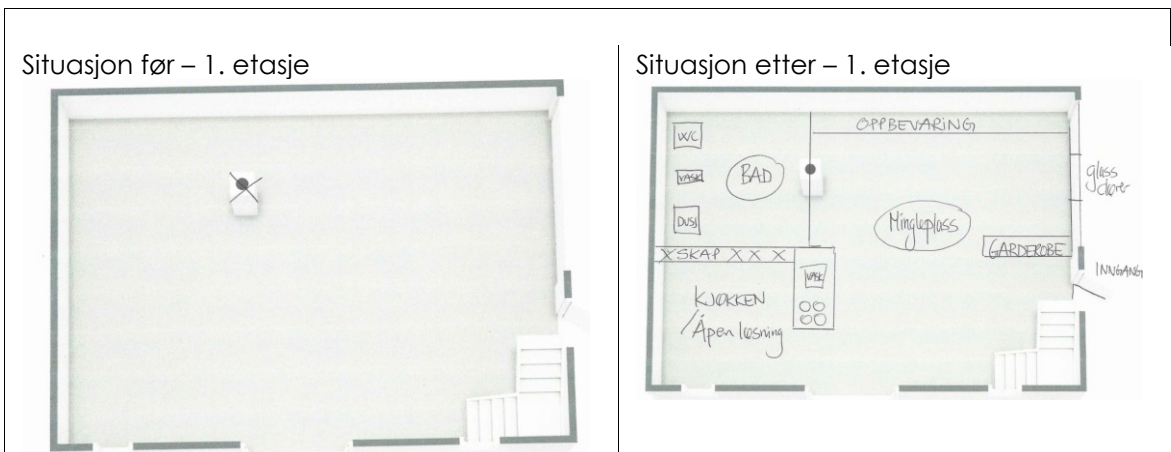 Situasjon før – 1. etasje
Situasjon etter – 1. etasje
OPPBEVARING
WC
VASK
BAD
DUSJ
glass
dører
Mingleplass
GARDEROBE
INNGANG
X SKAP X X X
VASK
KJØKKEN
/Åpen løsning